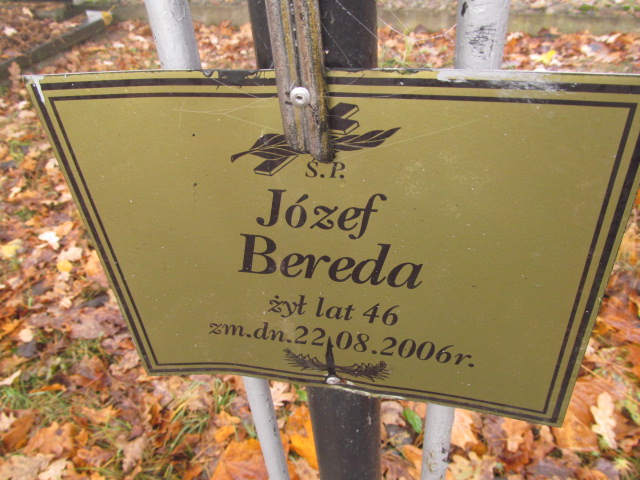 Ś.P.
Józef
Bereda
żył lat 46
zm.dn.22.08.2006r.